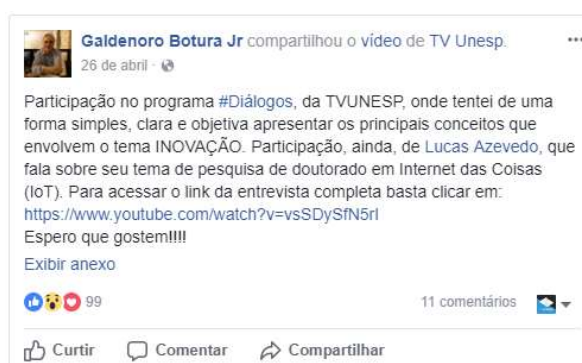 Galdenoro Botura Jr compartilhou o vídeo de TV Unesp.
26 de abril
Participação no programa #Diálogos, da TVUNESP, onde tentei de uma
forma simples, clara e objetiva apresentar os principais conceitos que
envolvem o tema INOVAÇÃO. Participação, ainda, de Lucas Azevedo, que
fala sobre seu tema de pesquisa de doutorado em Internet das Coisas
(IoT). Para acessar o link da entrevista completa basta clicar em:
https://www.youtube.com/watch?v=vsSDySfN5rI
Espero que gostem!!!!
Exibir anexo
99 11 comentários
Curtir Comentar Compartilhar